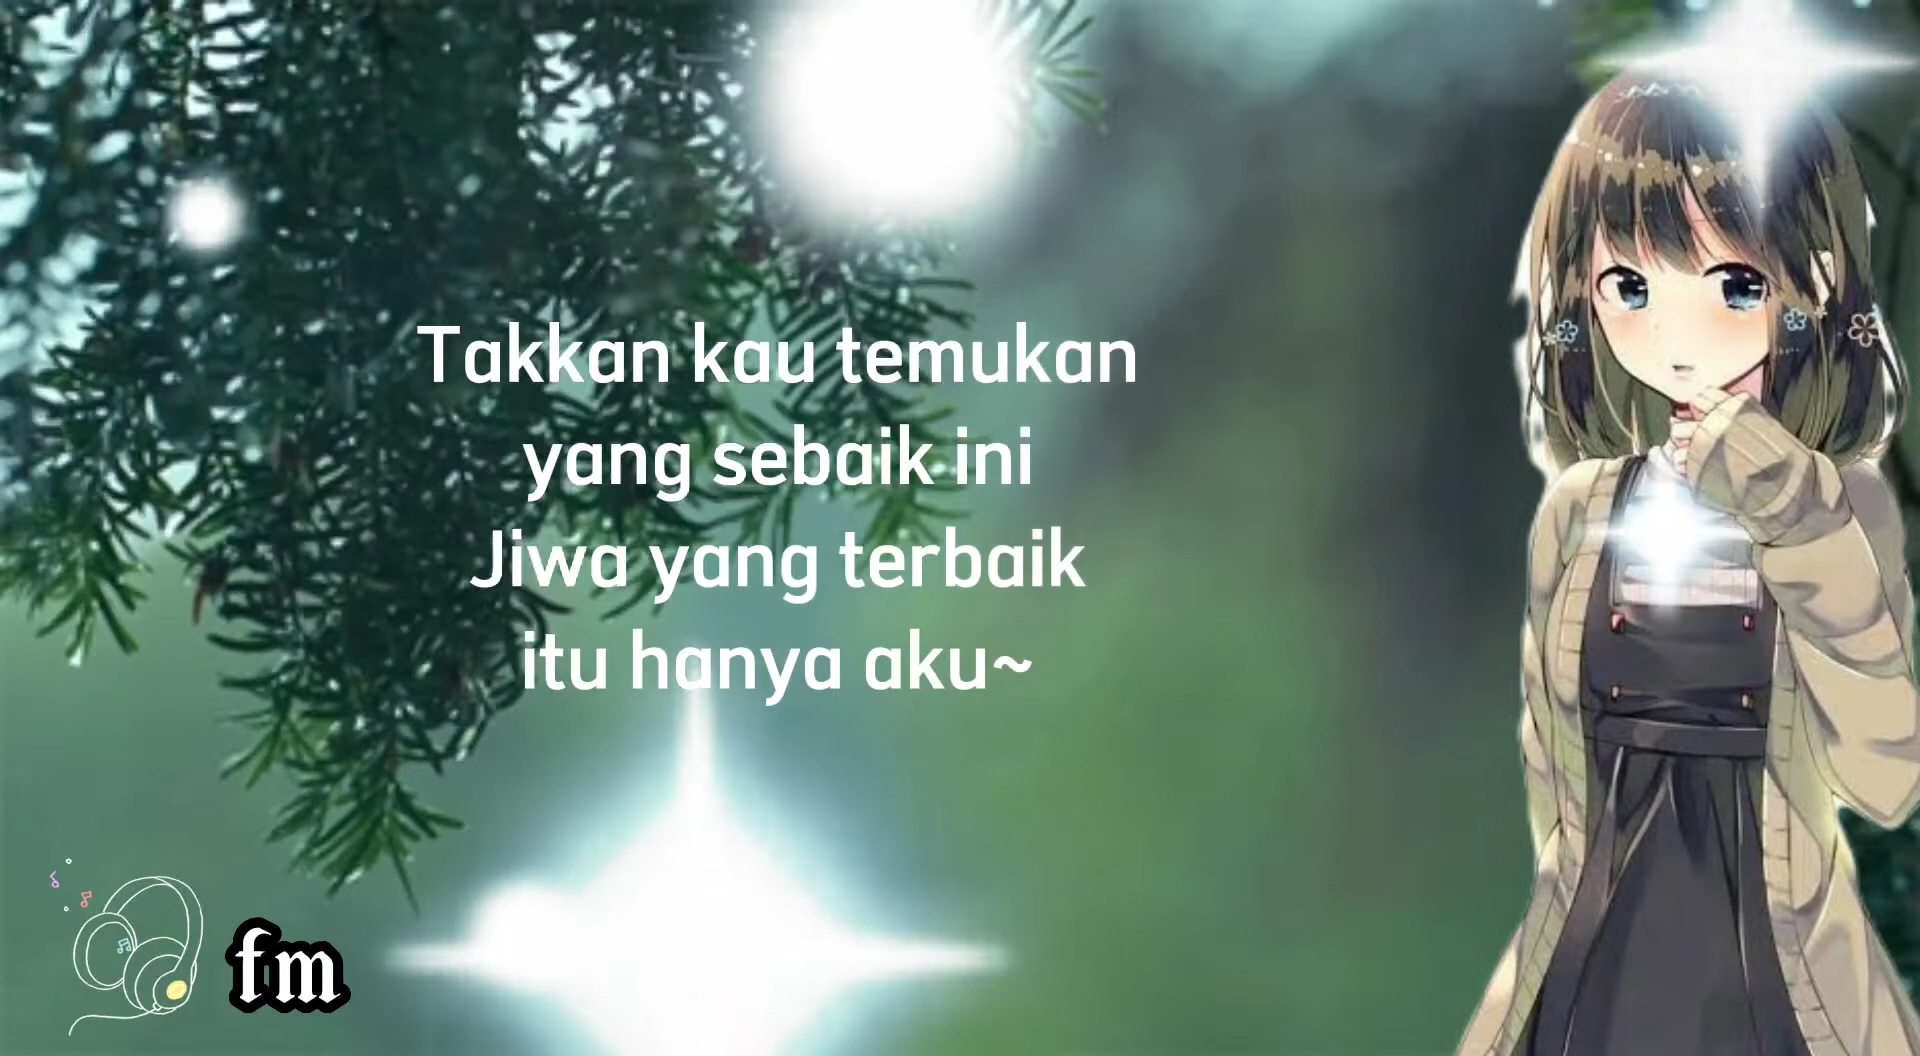 Takkan kau temukan
yang sebaik ini
Jiwa yang terbaik
itu hanya aku~
fm